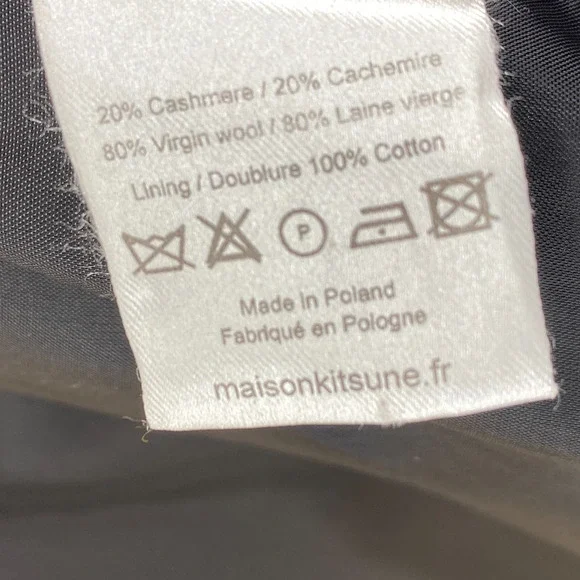 20% Cashmere / 20% Cachemire
80% Virgin wool / 80% Laine vierge
Lining / Doublure 100% Cotton
P
Made in Poland
Fabriqué en Pologne
maisonkitsune.fr